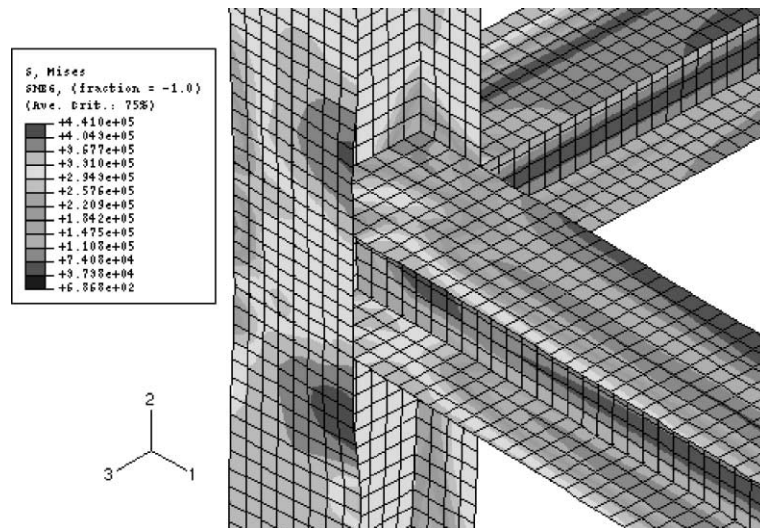 S, Mises
SNEG, (fraction = -1.0)
(Ave. Crit.: 75%)
+4.410e+05
+4.043e+05
+3.677e+05
+3.310e+05
+2.943e+05
+2.576e+05
+2.209e+05
+1.842e+05
+1.475e+05
+1.108e+05
+7.408e+04
+3.738e+04
+6.868e+02
2
3
1